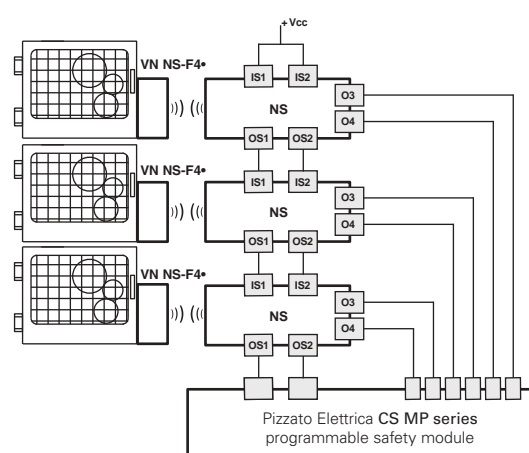 + Vcc
VN NS-F4•
IS1 IS2
O3
NS
O4
OS1 OS2
VN NS-F4•
IS1 IS2
O3
NS
O4
OS1 OS2
VN NS-F4•
IS1 IS2
O3
NS
O4
OS1 OS2
Pizzato Elettrica CS MP series
programmable safety module